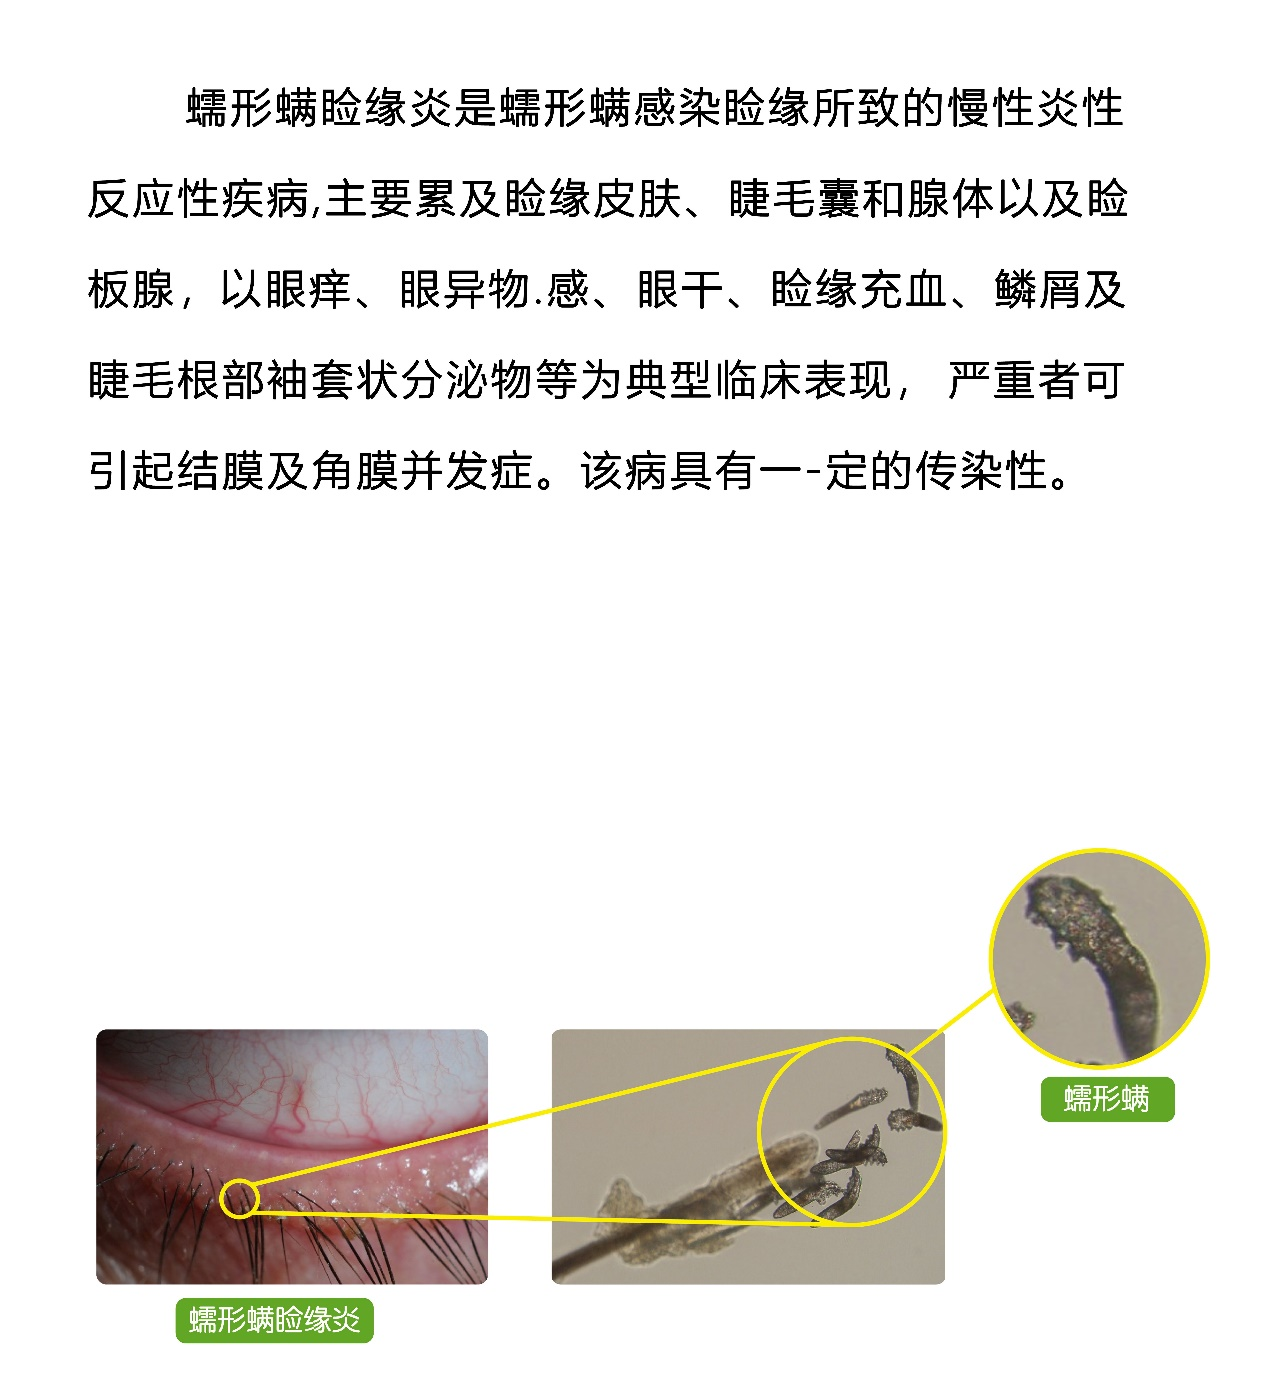 蠕形螨睑缘炎是蠕形螨感染睑缘所致的慢性炎性
反应性疾病,主要累及睑缘皮肤、睫毛囊和腺体以及睑
板腺，以眼痒、眼异物.感、眼干、睑缘充血、鳞屑及
睫毛根部袖套状分泌物等为典型临床表现， 严重者可
引起结膜及角膜并发症。该病具有一-定的传染性。
蠕形螨
蠕形螨睑缘炎